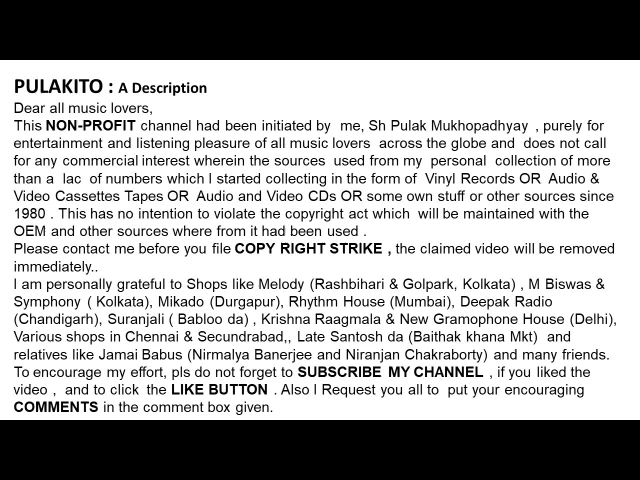 PULAKITO : A Description
Dear all music lovers,
This NON-PROFIT channel had been initiated by me, Sh Pulak Mukhopadhyay , purely for
entertainment and listening pleasure of all music lovers across the globe and does not call
for any commercial interest wherein the sources used from my personal collection of more
than a lac of numbers which I started collecting in the form of Vinyl Records OR Audio &
Video Cassettes Tapes OR Audio and Video CDs OR some own stuff or other sources since
1980 . This has no intention to violate the copyright act which will be maintained with the
OEM and other sources where from it had been used .
Please contact me before you file COPY RIGHT STRIKE , the claimed video will be removed
immediately..
I am personally grateful to Shops like Melody (Rashbihari & Golpark, Kolkata) , M Biswas &
Symphony ( Kolkata), Mikado (Durgapur), Rhythm House (Mumbai), Deepak Radio
(Chandigarh), Suranjali ( Babloo da) , Krishna Raagmala & New Gramophone House (Delhi),
Various shops in Chennai & Secundrabad,, Late Santosh da (Baithak khana Mkt) and
relatives like Jamai Babus (Nirmalya Banerjee and Niranjan Chakraborty) and many friends.
To encourage my effort, pls do not forget to SUBSCRIBE MY CHANNEL , if you liked the
video , and to click the LIKE BUTTON . Also I Request you all to put your encouraging
COMMENTS in the comment box given.